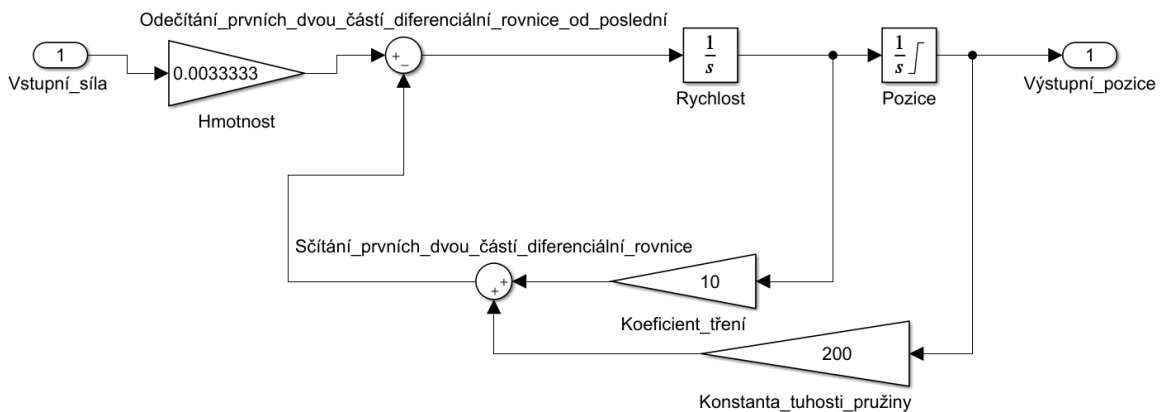 Odečítání_prvních_dvou_částí_diferenciální_rovnice_od_poslední
1
Vstupní_síla
0.0033333
Hmotnost
+
−
1
s
Rychlost
1
s
Pozice
1
Výstupní_pozice
Sčítání_prvních_dvou_částí_diferenciální_rovnice
+
+
10
Koeficient_tření
200
Konstanta_tuhosti_pružiny